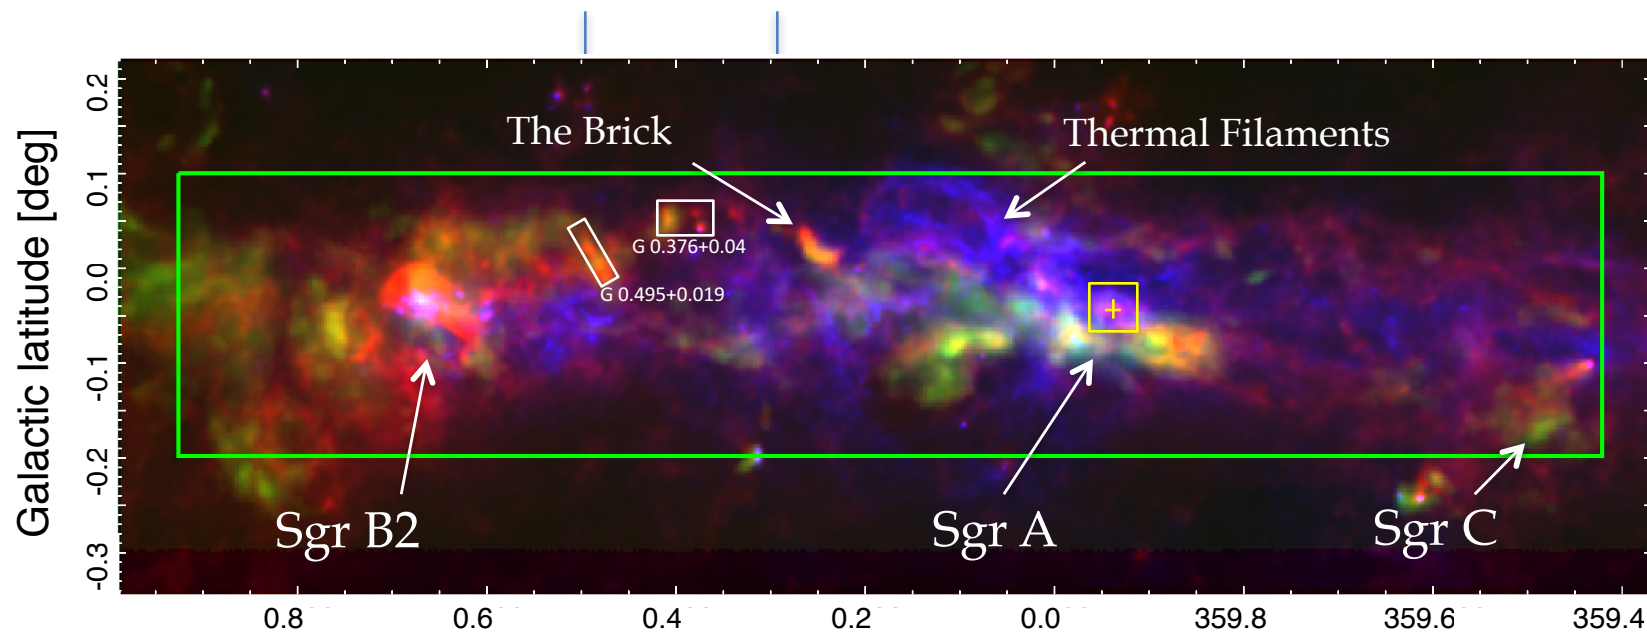 The Brick
Thermal Filaments
G 0.376+0.04
G 0.495+0.019
Sgr B2
Sgr A
Sgr C
Galactic latitude [deg]
0.2
0.1
0.0
-0.1
-0.2
-0.3
0.8
0.6
0.4
0.2
0.0
359.8
359.6
359.4